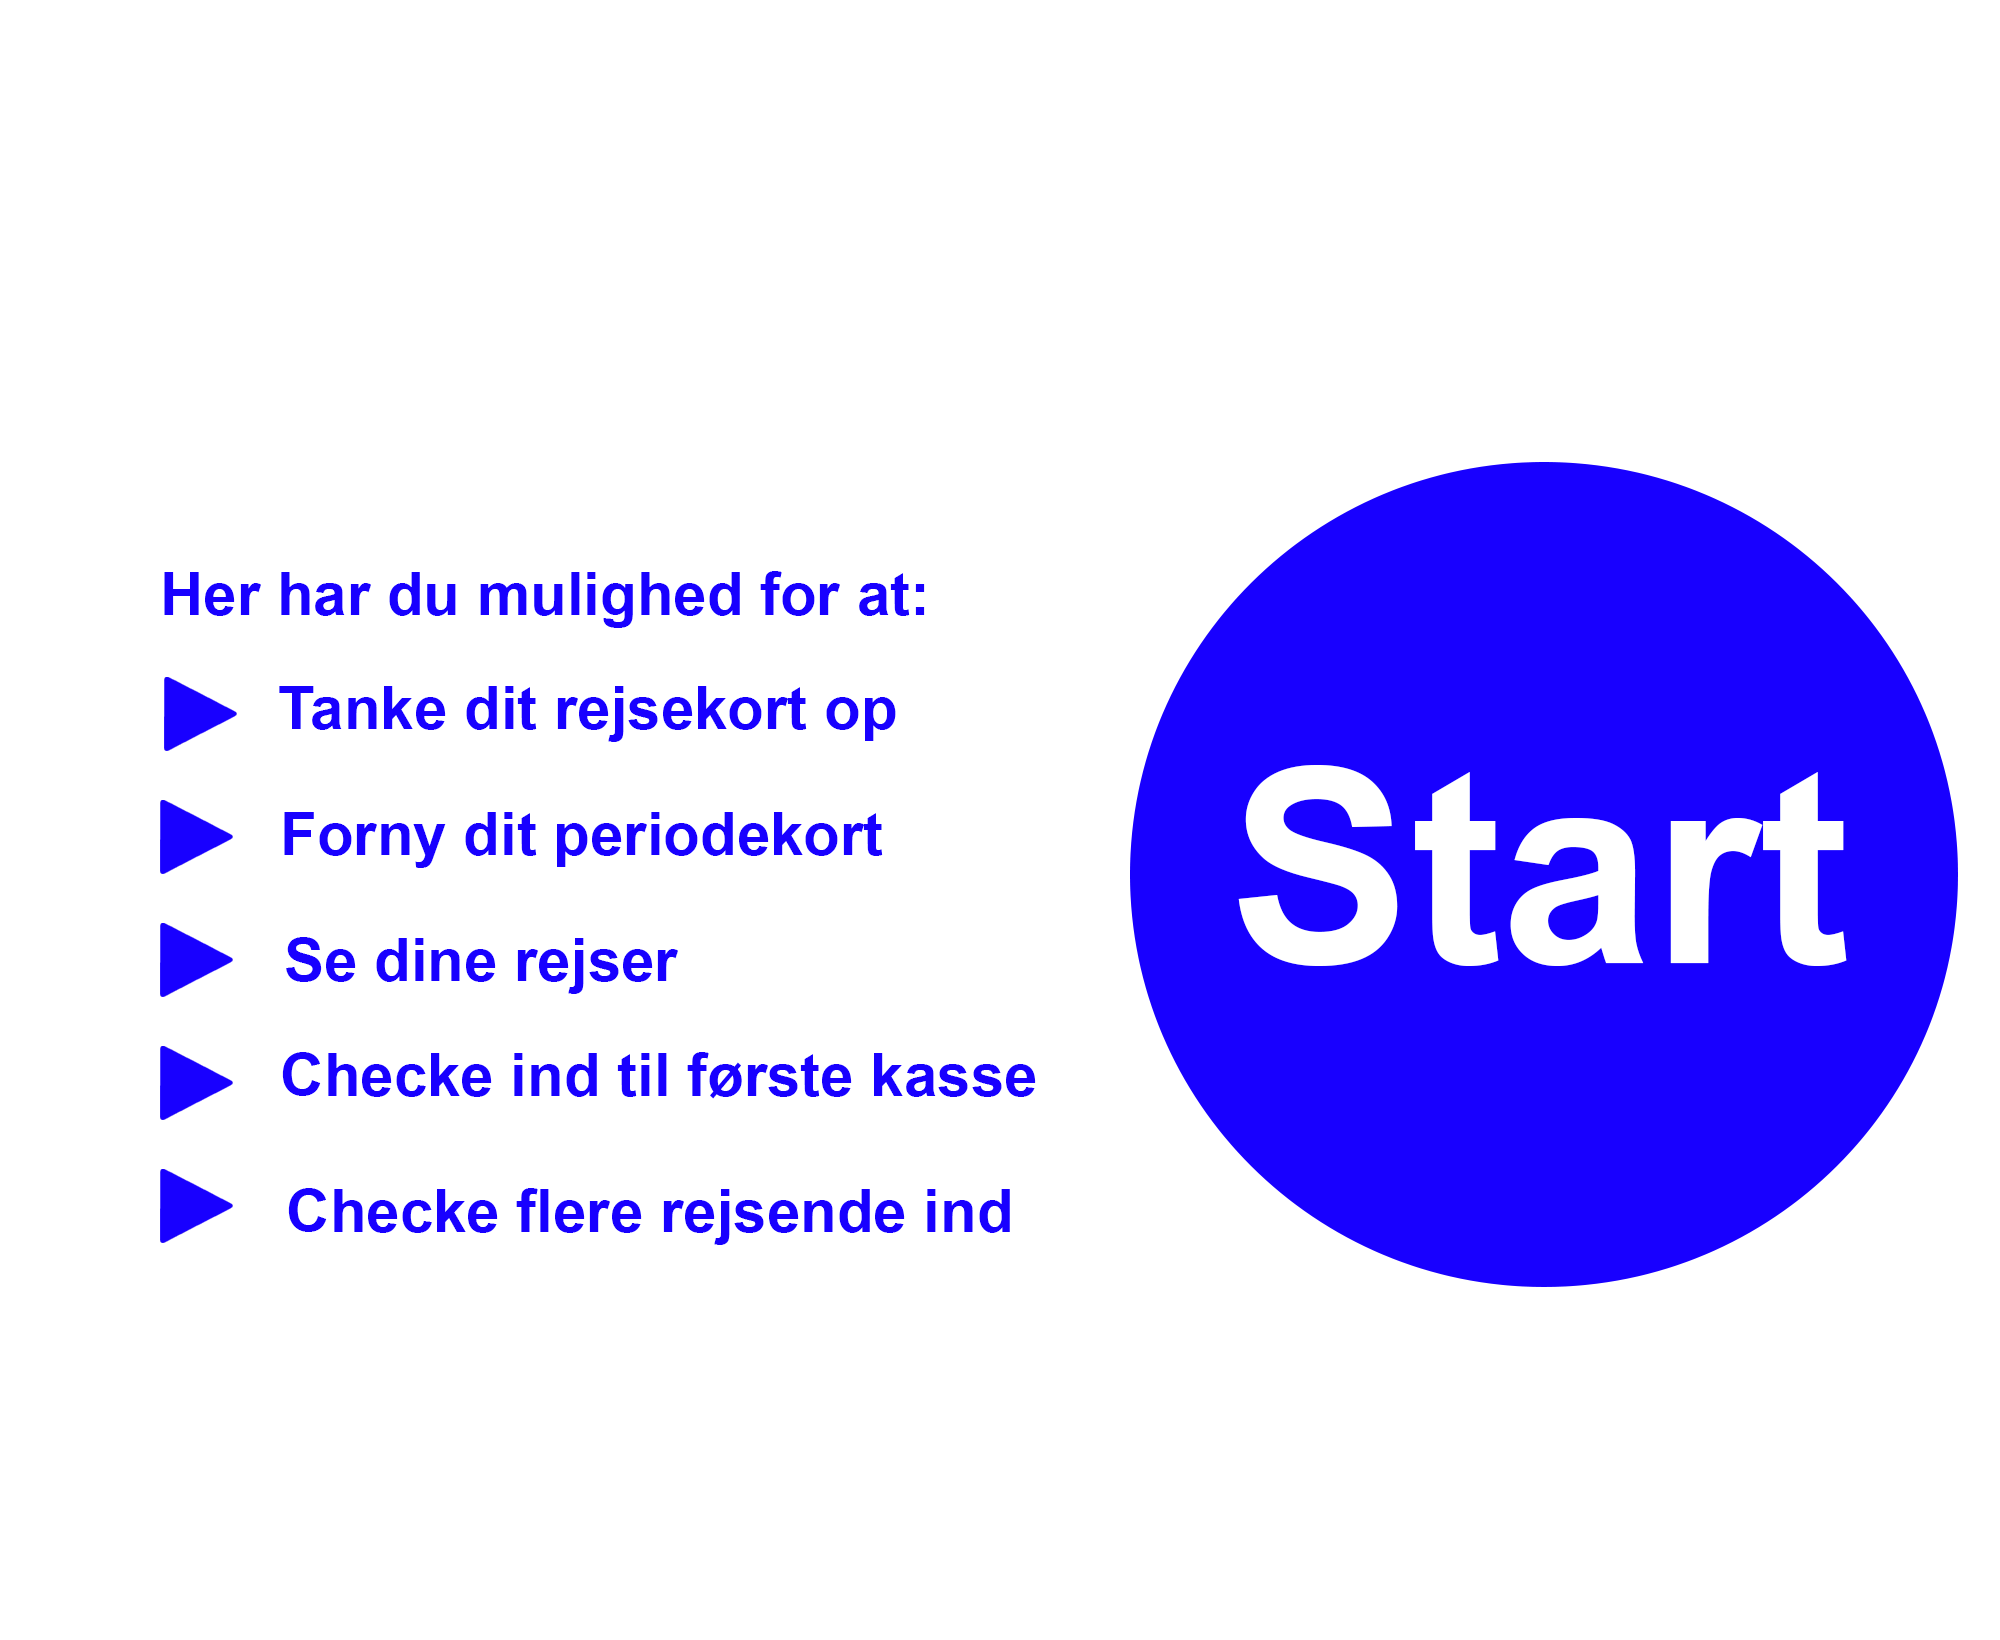 Her har du mulighed for at:
Tanke dit rejsekort op
Forny dit periodekort
Se dine rejser
Checke ind til første kasse
Checke flere rejsende ind
Start